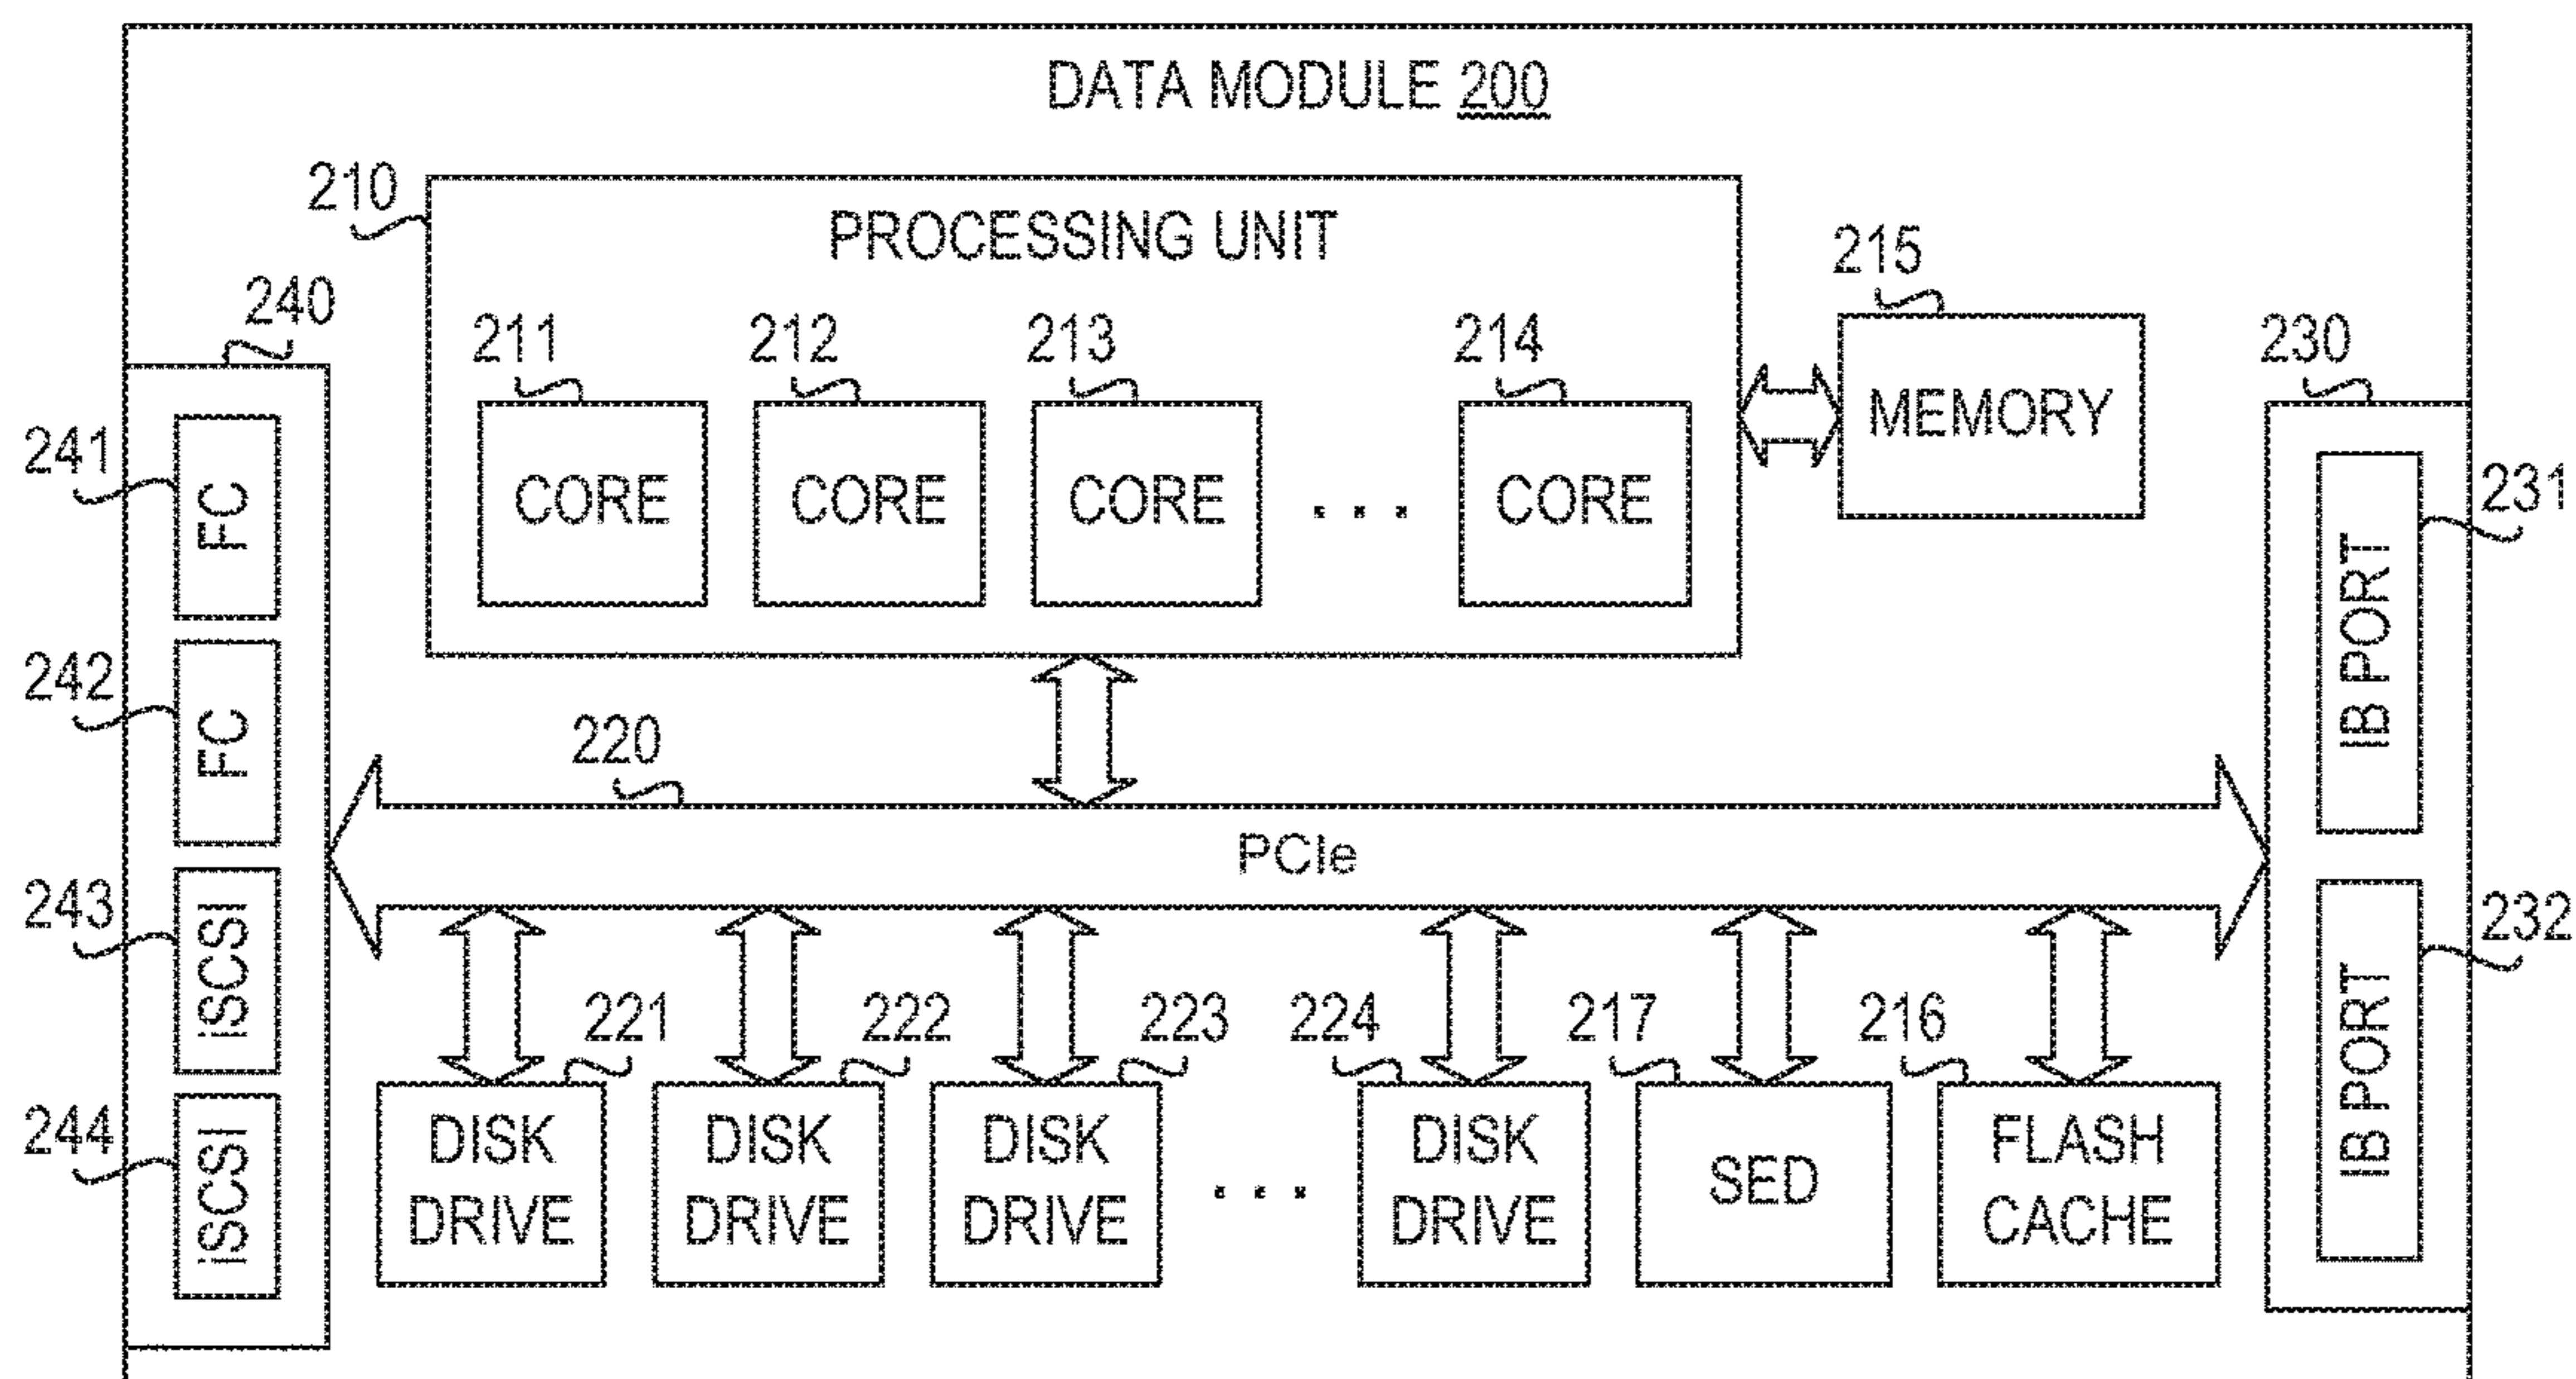 DATA MODULE 200
210
PROCESSING UNIT
215
240
211
212
213
214
230
MEMORY
241
FC
CORE
CORE
CORE
...
CORE
IB PORT
231
242
FC
220
PCIe
243
iSCSI
221
222
223
224
217
216
232
244
iSCSI
DISK
DRIVE
DISK
DRIVE
DISK
DRIVE
...
DISK
DRIVE
SED
FLASH
CACHE
IB PORT